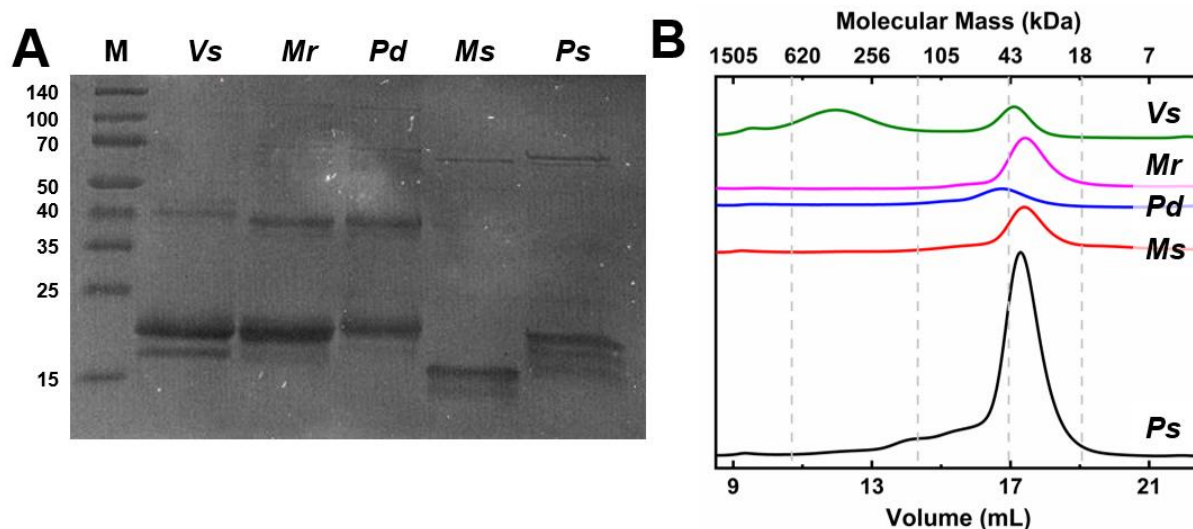 A
M Vs Mr Pd Ms Ps
140
100
70
50
40
35
25
15
B
Molecular Mass (kDa)
1505 620 256 105 43 18 7
Vs
Mr
Pd
Ms
Ps
9 13 17 21
Volume (mL)